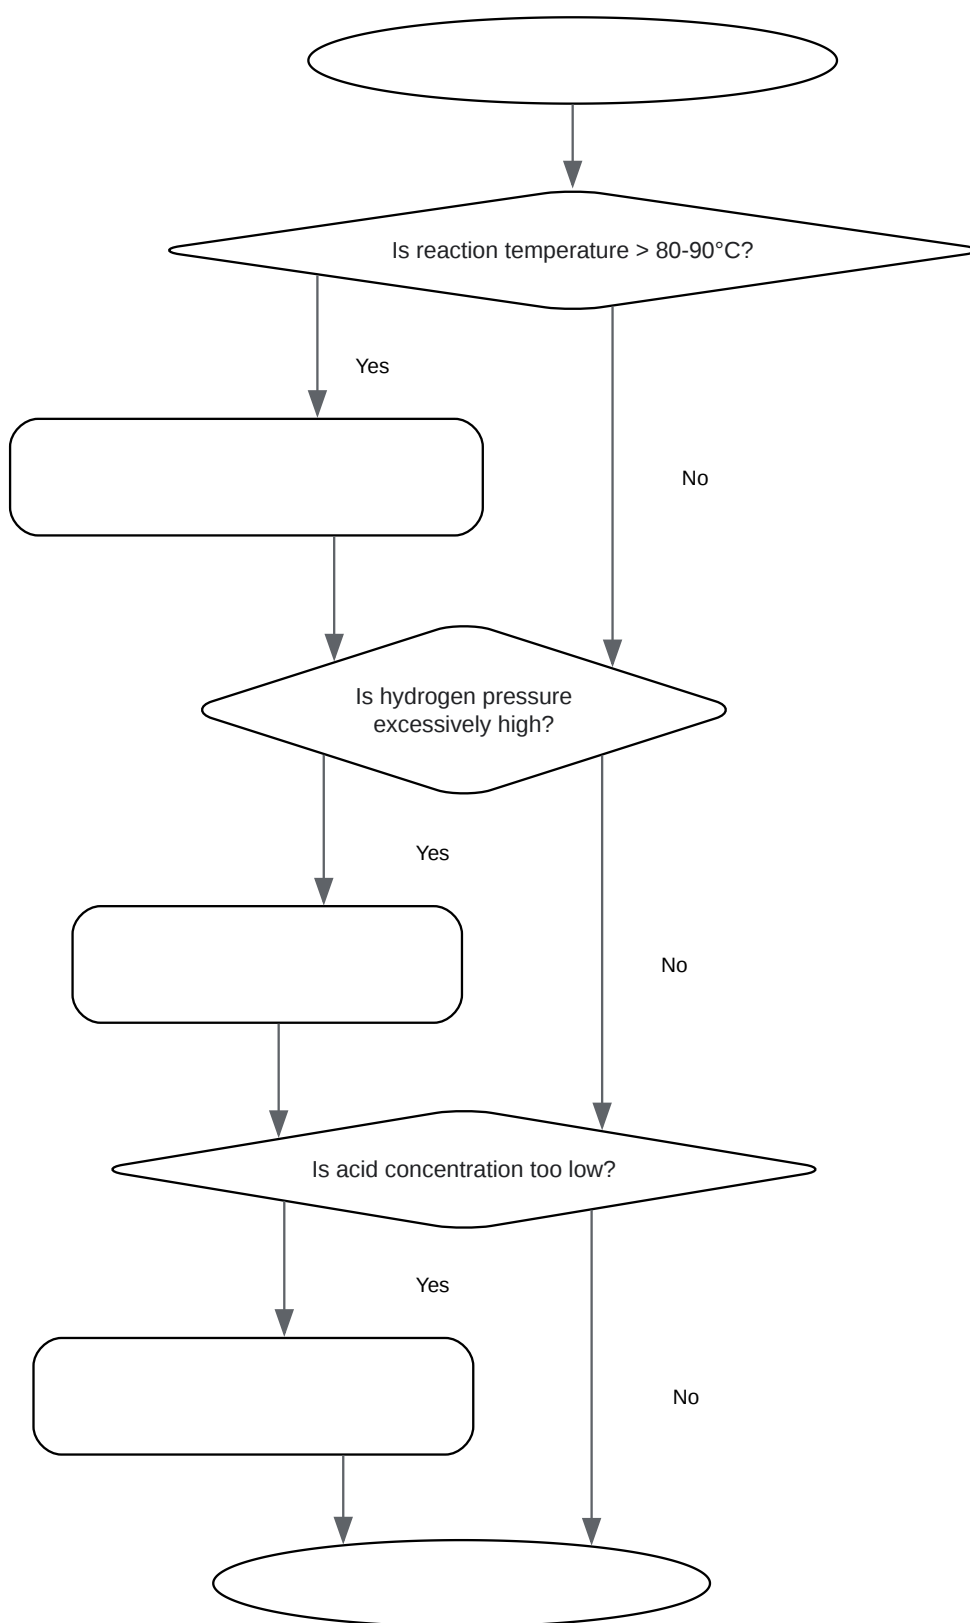 Is reaction temperature > 80-90°C?
Yes
No
Is hydrogen pressure
excessively high?
Yes
No
Is acid concentration too low?
Yes
No